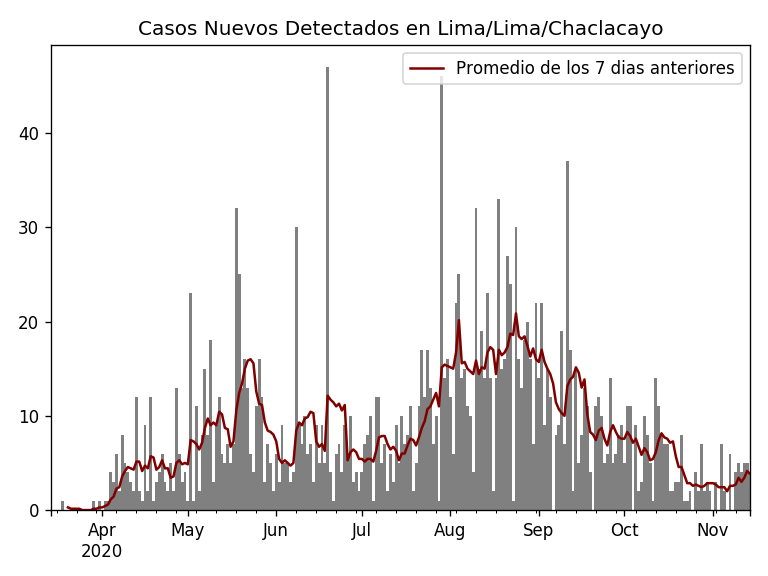 Casos Nuevos Detectados en Lima/Lima/Chaclacayo
Promedio de los 7 dias anteriores
40
30
20
10
0
Apr May Jun Jul Aug Sep Oct Nov
2020